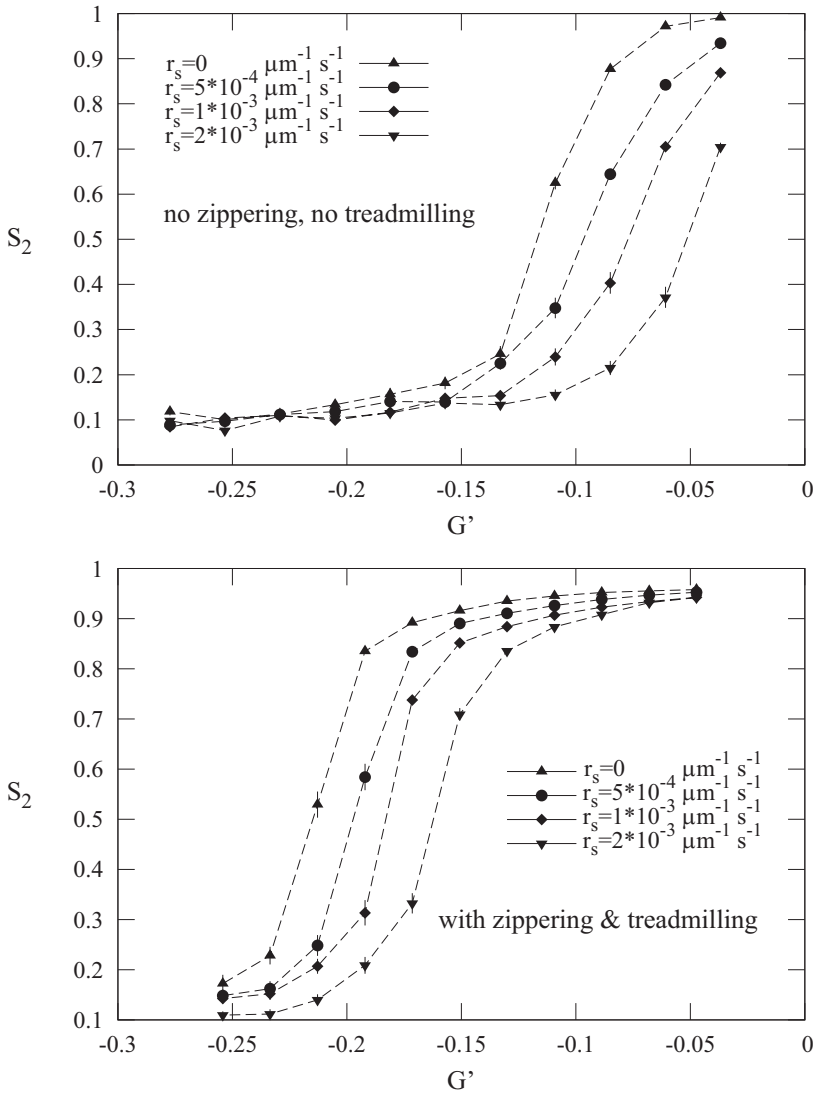 1
0.9
0.8
0.7
0.6
0.5
0.4
0.3
0.2
0.1
0
S2
rs=0 μm-1 s-1
rs=5*10-4 μm-1 s-1
rs=1*10-3 μm-1 s-1
rs=2*10-3 μm-1 s-1
no zippering, no treadmilling
-0.3 -0.25 -0.2 -0.15 -0.1 -0.05 0
G’
1
0.9
0.8
0.7
0.6
0.5
0.4
0.3
0.2
0.1
S2
rs=0 μm-1 s-1
rs=5*10-4 μm-1 s-1
rs=1*10-3 μm-1 s-1
rs=2*10-3 μm-1 s-1
with zippering & treadmilling
-0.3 -0.25 -0.2 -0.15 -0.1 -0.05 0
G’